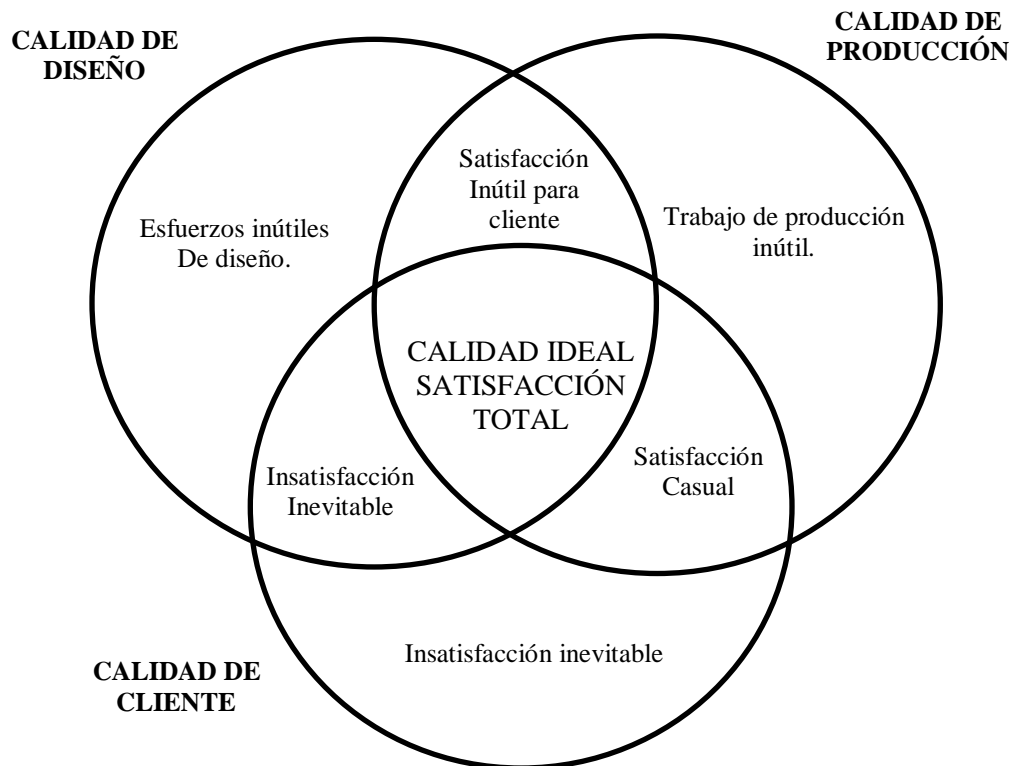 CALIDAD DE
DISEÑO
CALIDAD DE
PRODUCCIÓN
Satisfacción
Inútil para
cliente
Esfuerzos inútiles
De diseño.
Trabajo de producción
inútil.
CALIDAD IDEAL
SATISFACCIÓN
TOTAL
Insatisfacción
Inevitable
Satisfacción
Casual
Insatisfacción inevitable
CALIDAD DE
CLIENTE